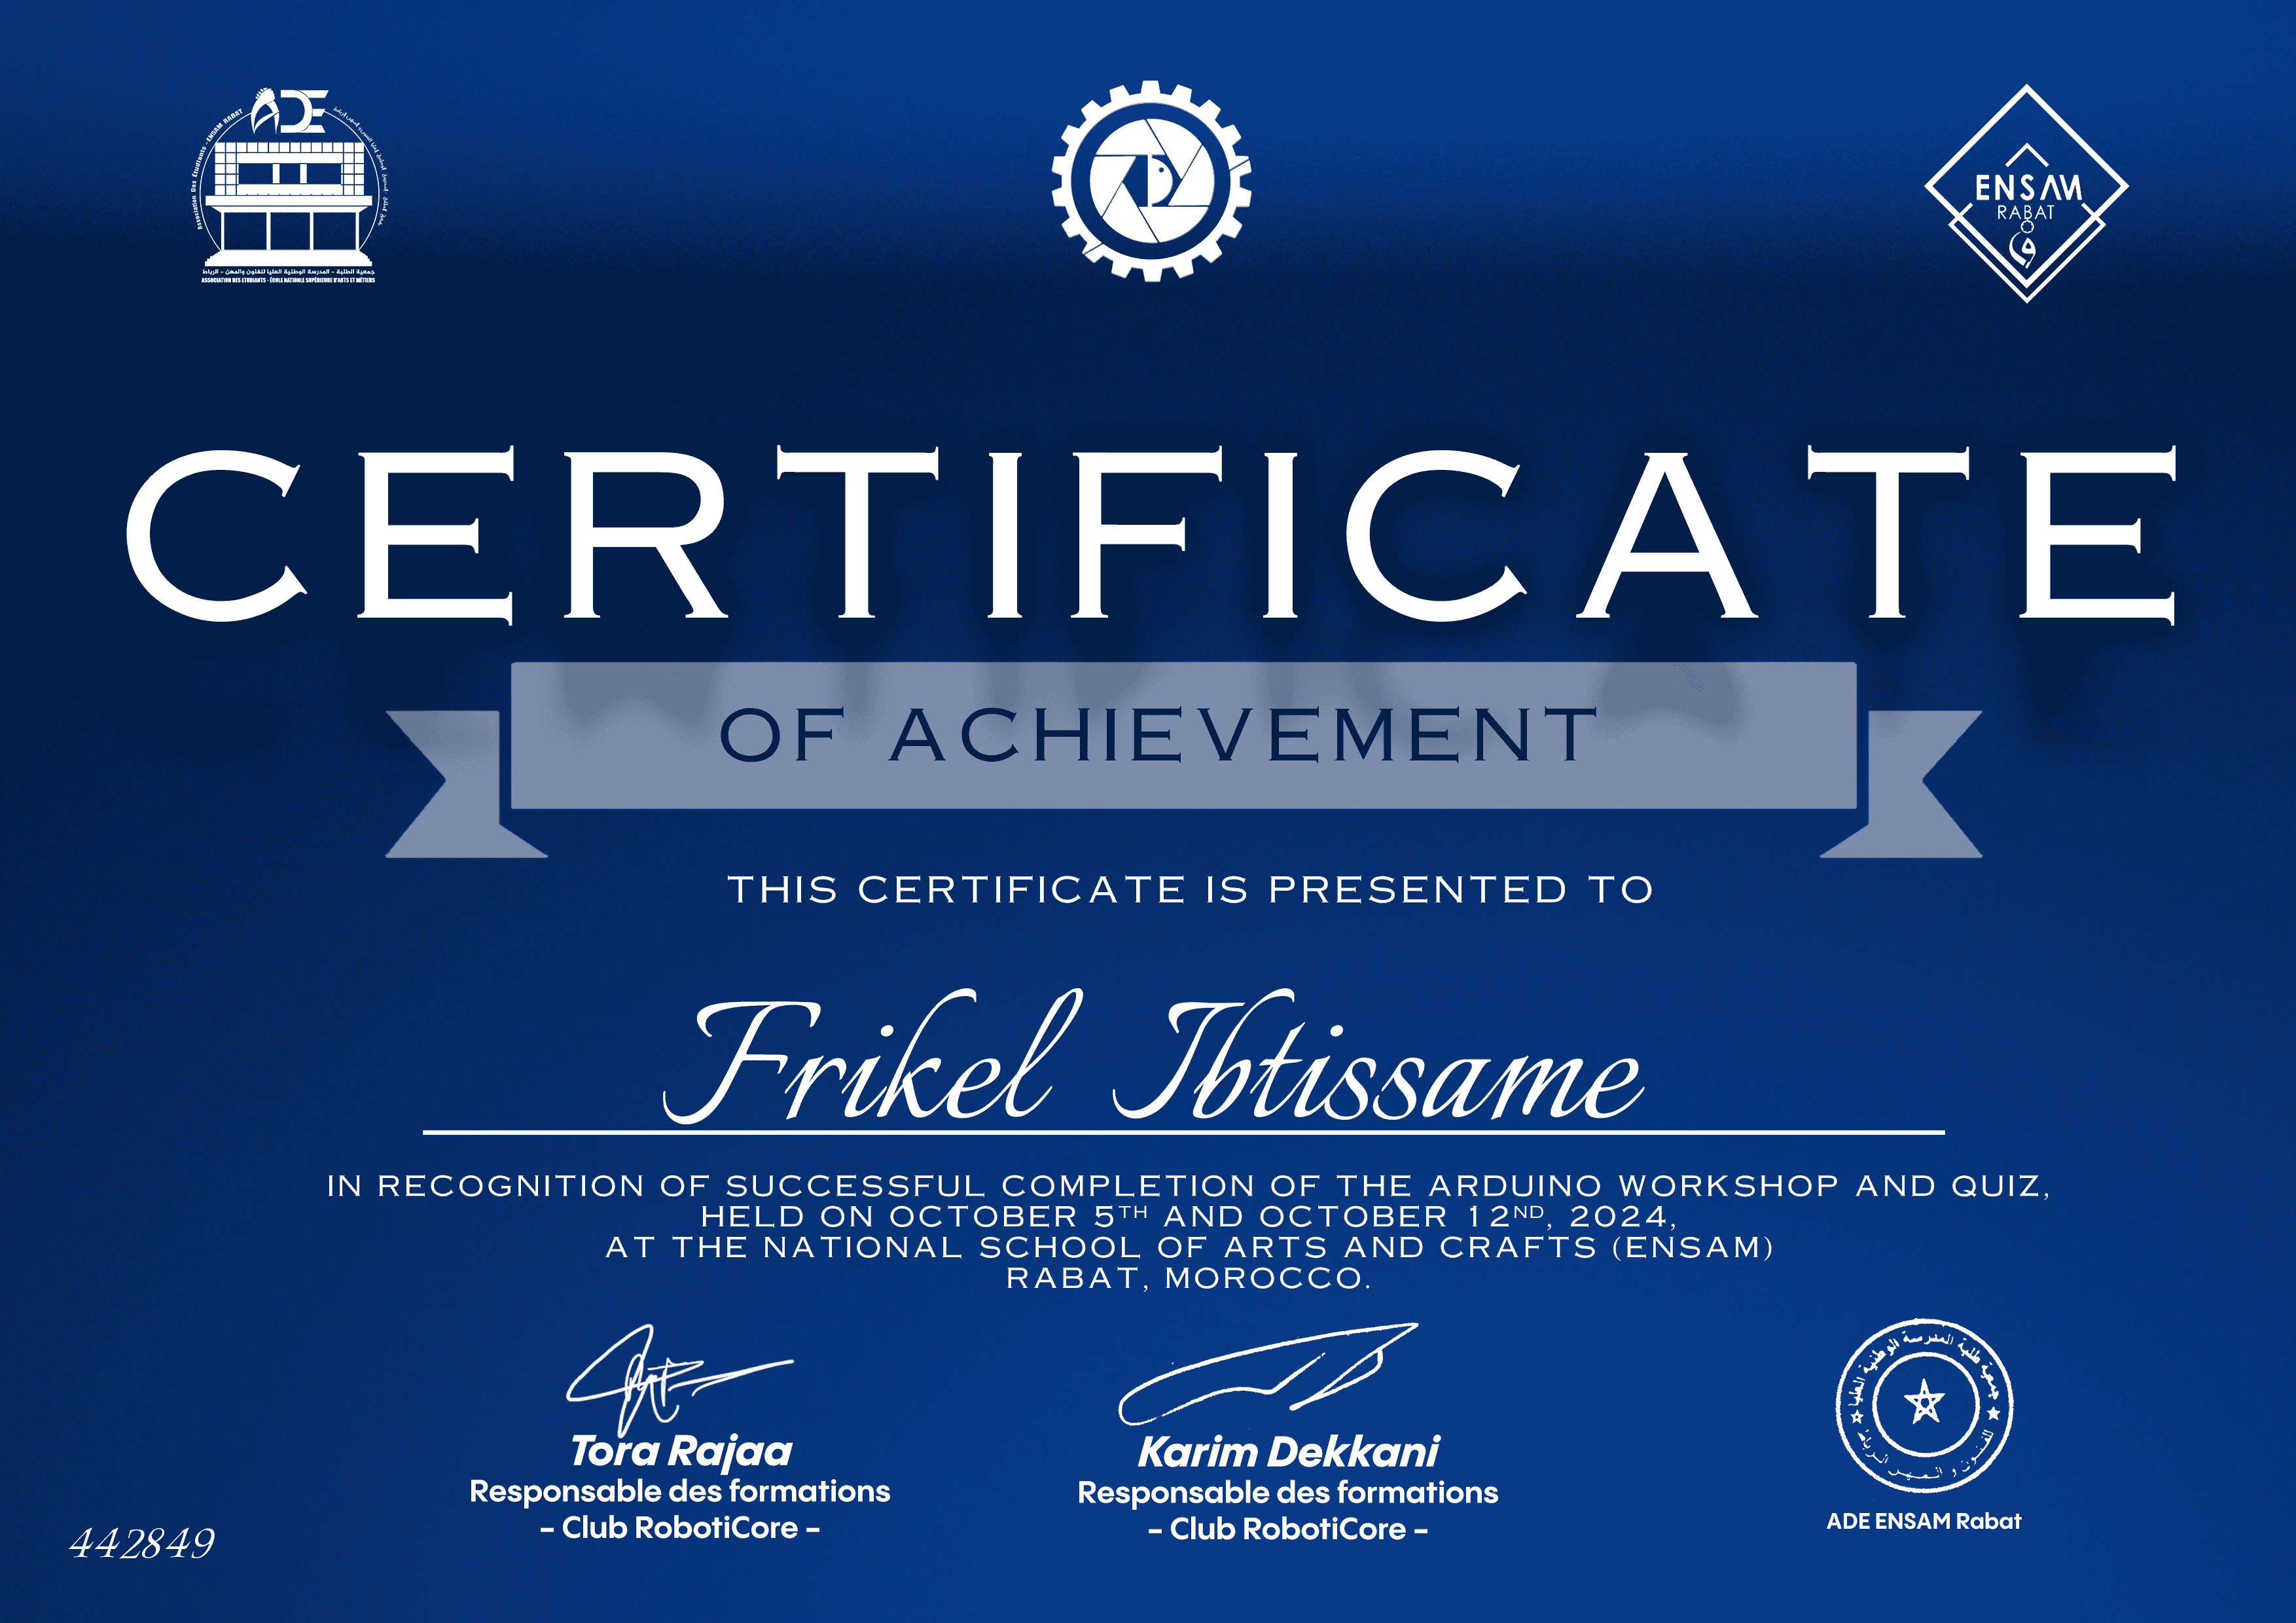 ADE
Association Des Etudiants - ENSAM RABAT
جمعية الطلبة - المدرسة الوطنية العليا للفنون والمهن - الرباط
ASSOCIATION DES ETUDIANTS - ÉCOLE NATIONALE SUPÉRIEURE D'ARTS ET MÉTIERS
ENSAM
RABAT
CERTIFICATE
OF ACHIEVEMENT
THIS CERTIFICATE IS PRESENTED TO
Frikel Ibtissame
IN RECOGNITION OF SUCCESSFUL COMPLETION OF THE ARDUINO WORKSHOP AND QUIZ,
HELD ON OCTOBER 5TH AND OCTOBER 12ND, 2024,
AT THE NATIONAL SCHOOL OF ARTS AND CRAFTS (ENSAM)
RABAT, MOROCCO.
Tora Rajaa
Responsable des formations
- Club RobotiCore -
Karim Dekkani
Responsable des formations
- Club RobotiCore -
جمعية طلبة المدرسة الوطنية العليا
للفنون و المهن الرباط
ADE ENSAM Rabat
442849